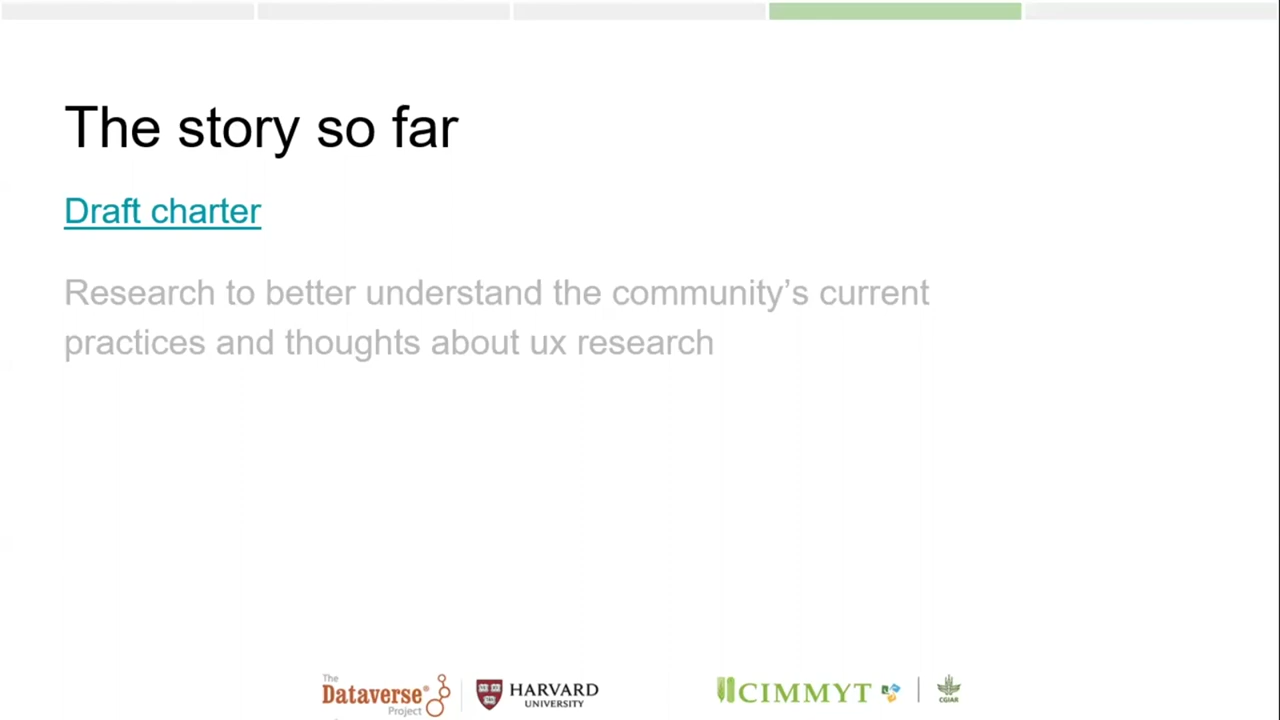 The story so far
Draft charter
Research to better understand the community’s current
practices and thoughts about ux research
The
Dataverse®
Project
HARVARD
UNIVERSITY
CIMMYT
CGIAR